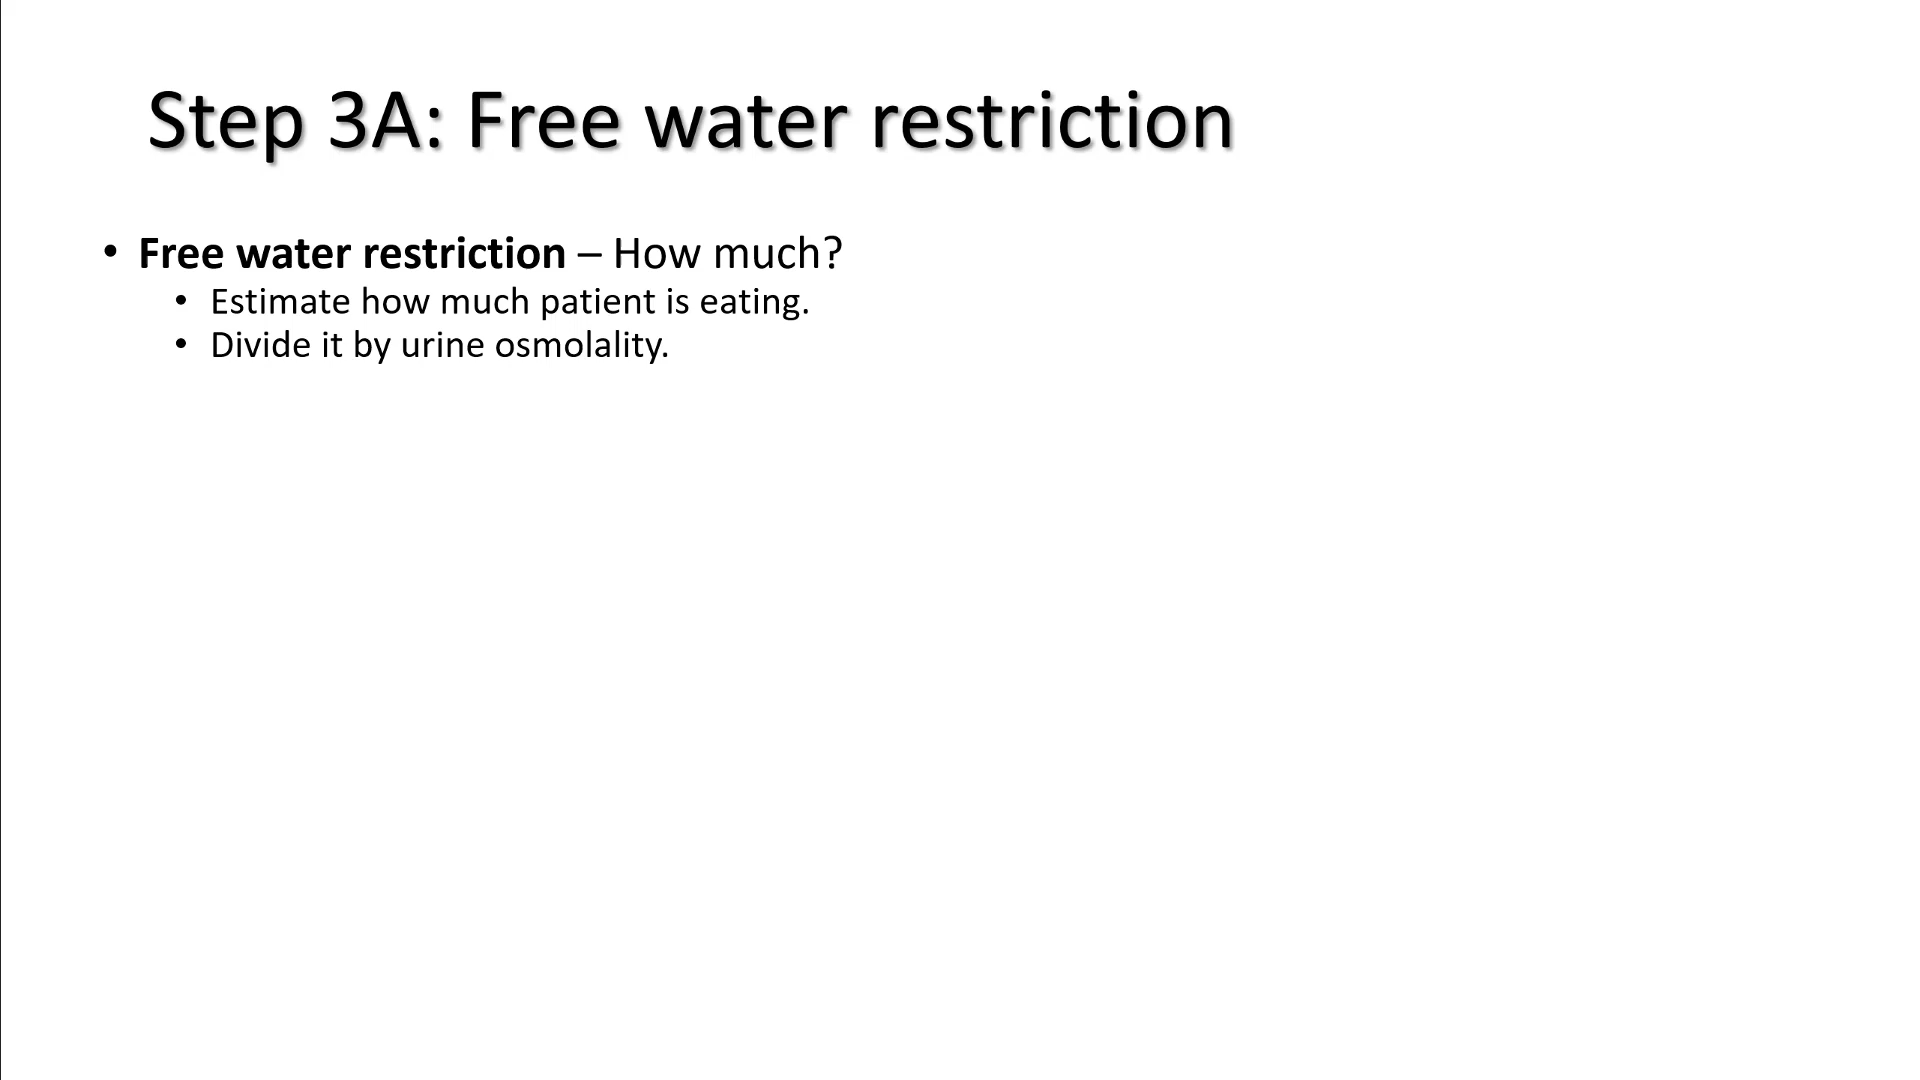 Step 3A: Free water restriction
• Free water restriction – How much?
• Estimate how much patient is eating.
• Divide it by urine osmolality.